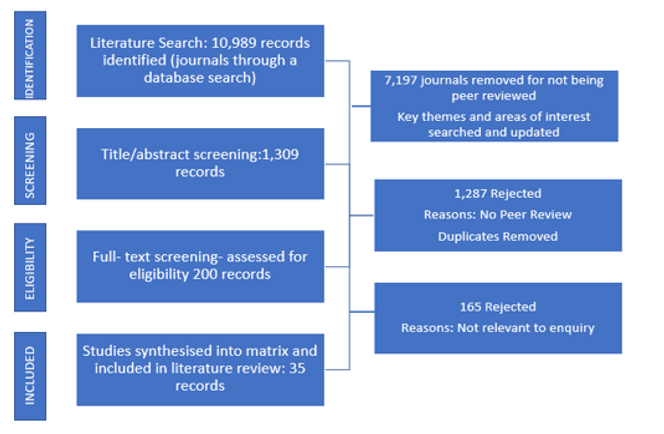 IDENTIFICATION
Literature Search: 10,989 records
identified (journals through a
database search)
7,197 journals removed for not being
peer reviewed
Key themes and areas of interest
searched and updated
SCREENING
Title/abstract screening:1,309
records
1,287 Rejected
Reasons: No Peer Review
Duplicates Removed
ELIGIBILITY
Full- text screening- assessed for
eligibility 200 records
165 Rejected
Reasons: Not relevant to enquiry
INCLUDED
Studies synthesised into matrix and
included in literature review: 35
records